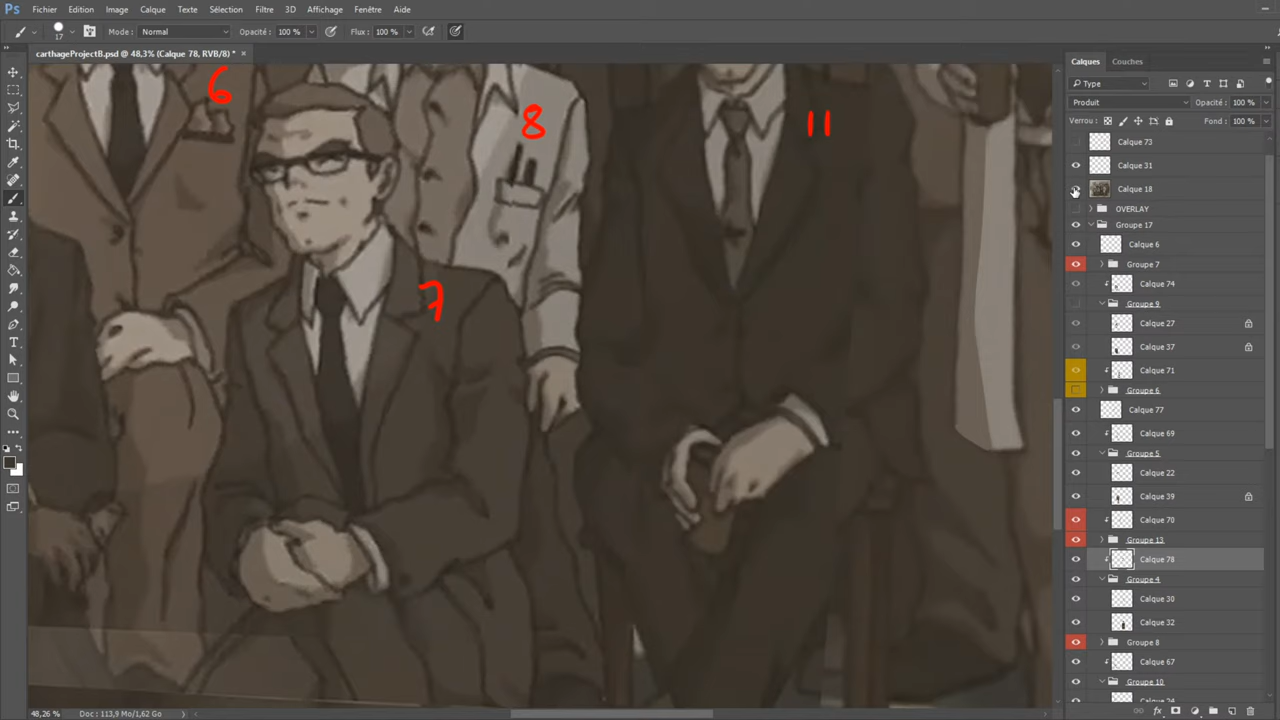 Ps Fichier Edition Image Calque Texte Sélection Filtre 3D Affichage Fenêtre Aide
17 Mode : Normal Opacité : 100 % Flux : 100 %
carthageProjectB.psd @ 48,3% (Calque 78, RVB/8) * ×
6
8
11
7
Calques Couches
Type
Produit Opacité : 100 %
Verrou : Fond : 100 %
Calque 73
Calque 31
Calque 18
OVERLAY
Groupe 17
Calque 6
Groupe 7
Calque 74
Groupe 9
Calque 27
Calque 37
Calque 71
Groupe 6
Calque 77
Calque 69
Groupe 5
Calque 22
Calque 39
Calque 70
Groupe 13
Calque 78
Groupe 4
Calque 30
Calque 32
Groupe 8
Calque 67
Groupe 10
Calque 24
48,26 % Doc : 113,9 Mo/1,62 Go